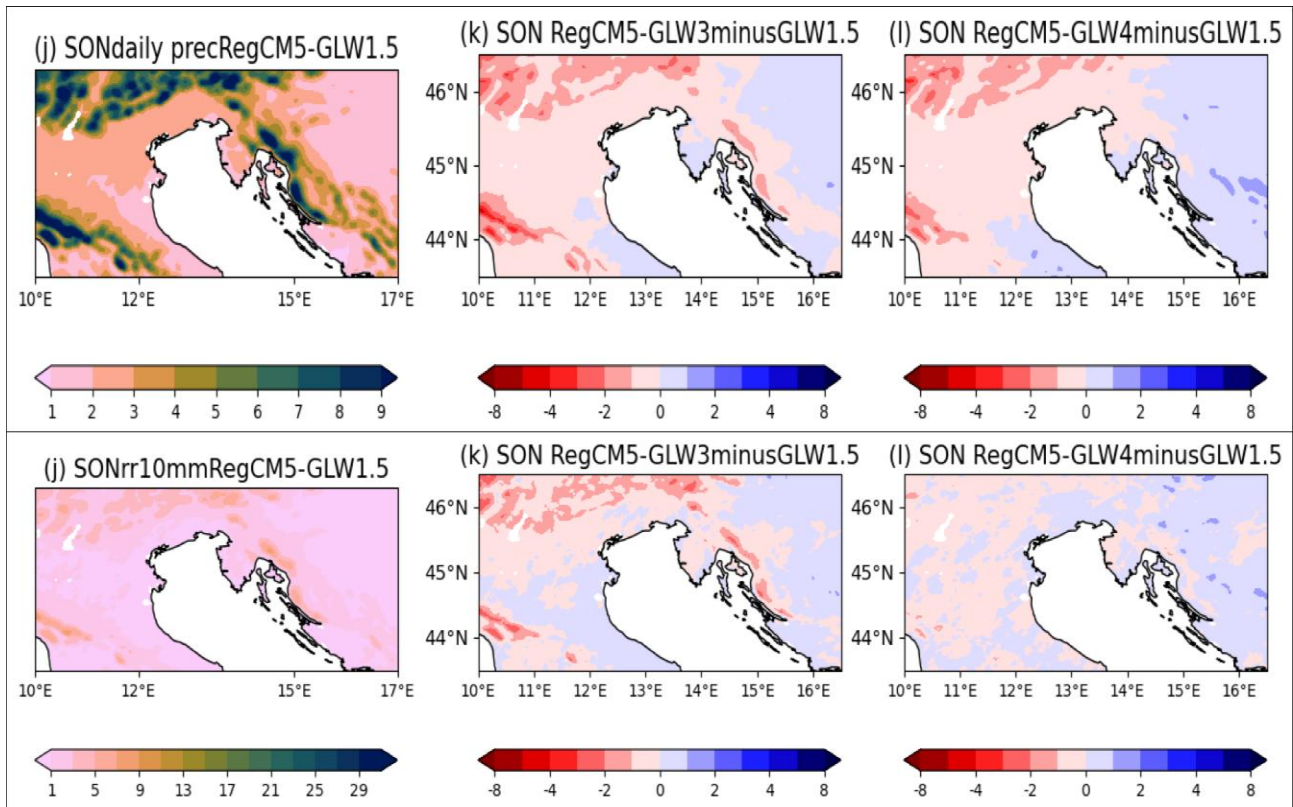 (j) SONdaily precRegCM5-GLW1.5
(k) SON RegCM5-GLW3minusGLW1.5
(l) SON RegCM5-GLW4minusGLW1.5
46°N
45°N
44°N
46°N
45°N
44°N
10°E 12°E 15°E 17°E
10°E 11°E 12°E 13°E 14°E 15°E 16°E
10°E 11°E 12°E 13°E 14°E 15°E 16°E
1 2 3 4 5 6 7 8 9
-8 -4 -2 0 2 4 8
-8 -4 -2 0 2 4 8
(j) SONrr10mmRegCM5-GLW1.5
(k) SON RegCM5-GLW3minusGLW1.5
(l) SON RegCM5-GLW4minusGLW1.5
46°N
45°N
44°N
46°N
45°N
44°N
10°E 12°E 15°E 17°E
10°E 11°E 12°E 13°E 14°E 15°E 16°E
10°E 11°E 12°E 13°E 14°E 15°E 16°E
1 5 9 13 17 21 25 29
-8 -4 -2 0 2 4 8
-8 -4 -2 0 2 4 8